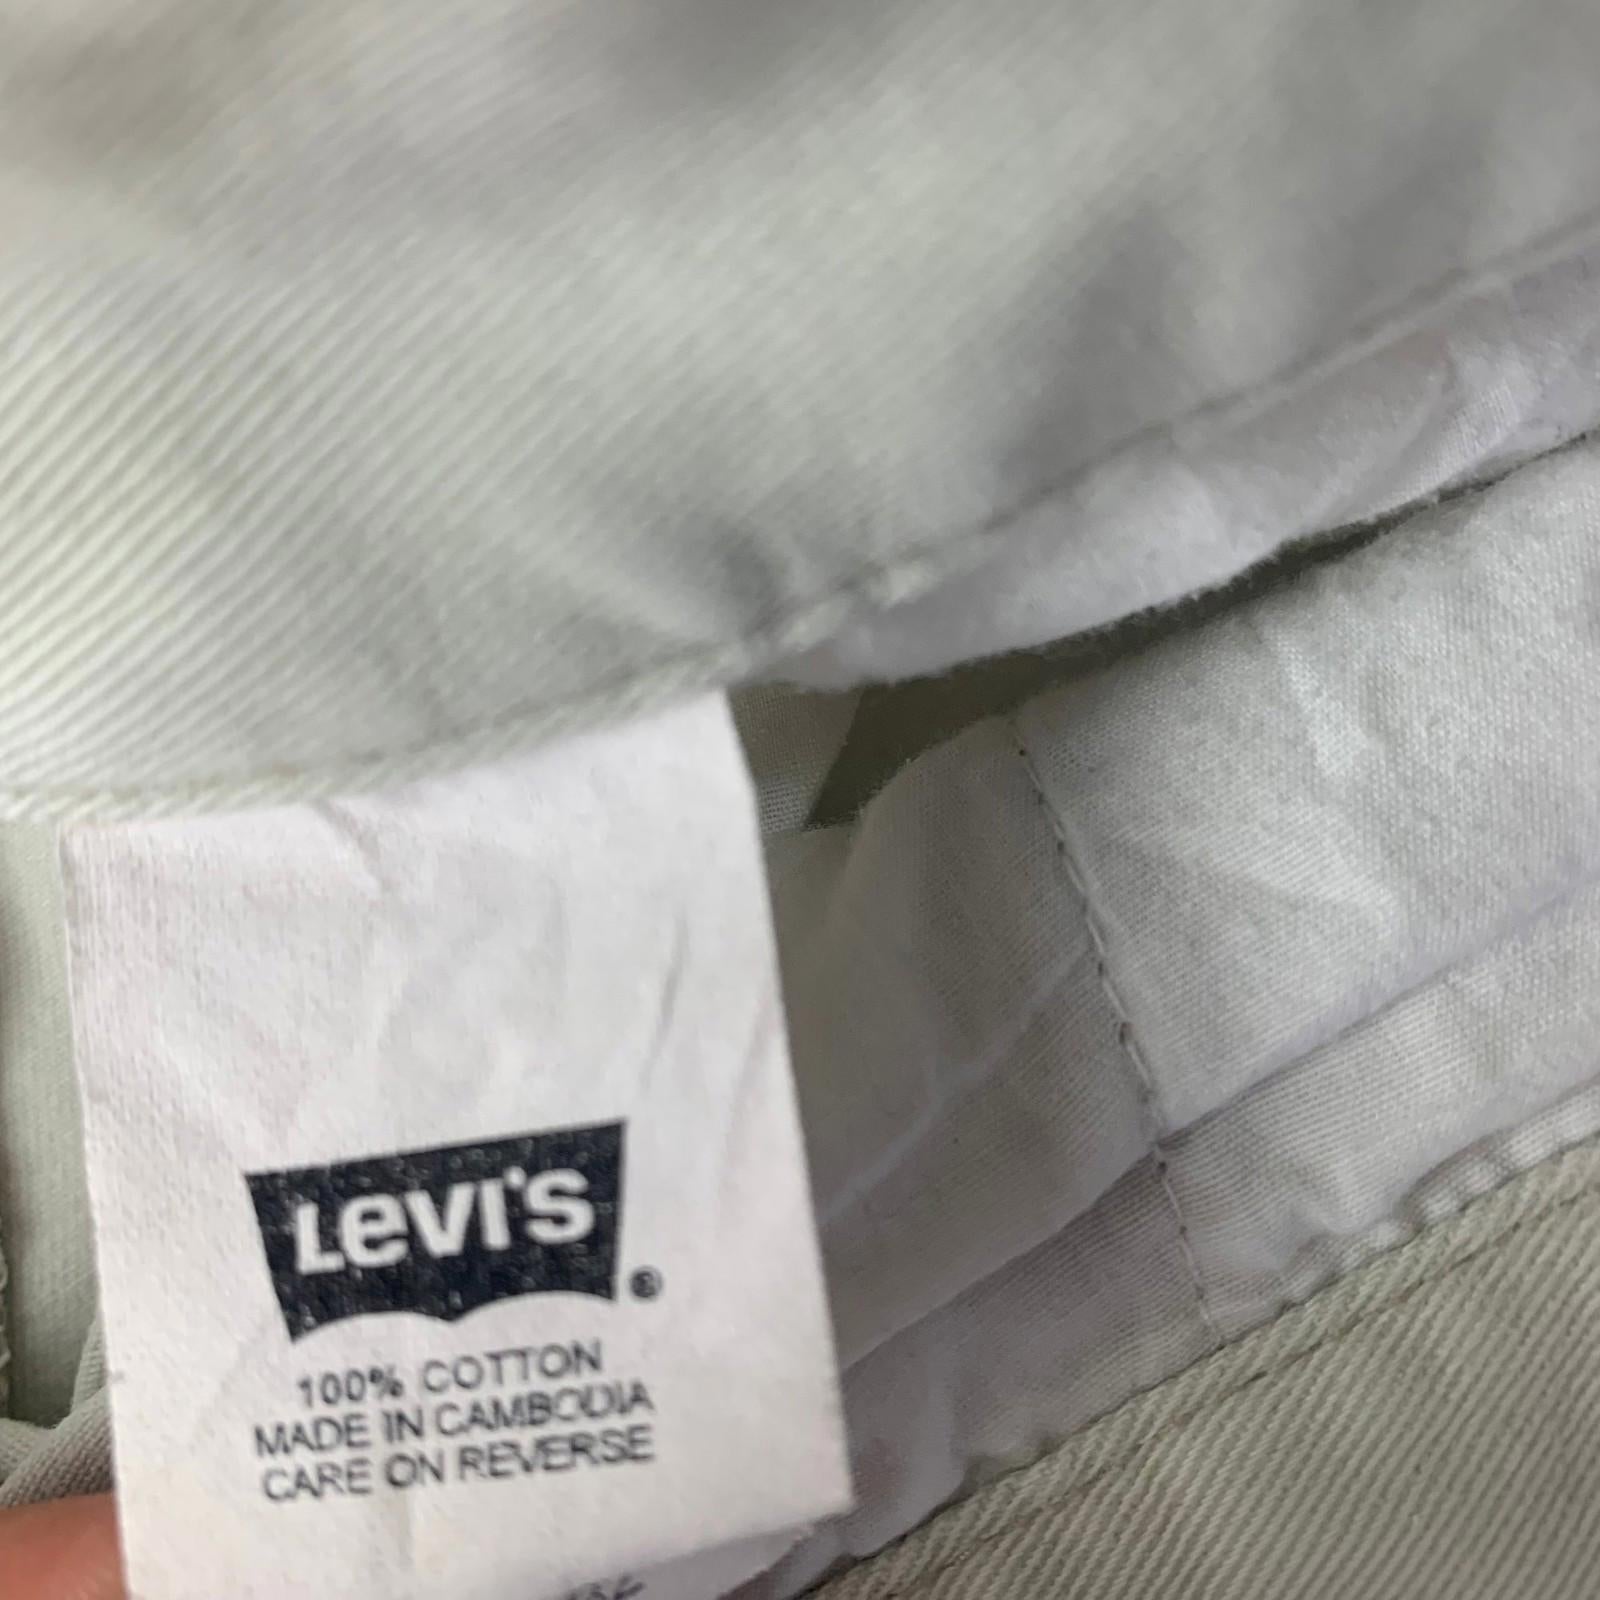 Levi's
®
100% COTTON
MADE IN CAMBODIA
CARE ON REVERSE